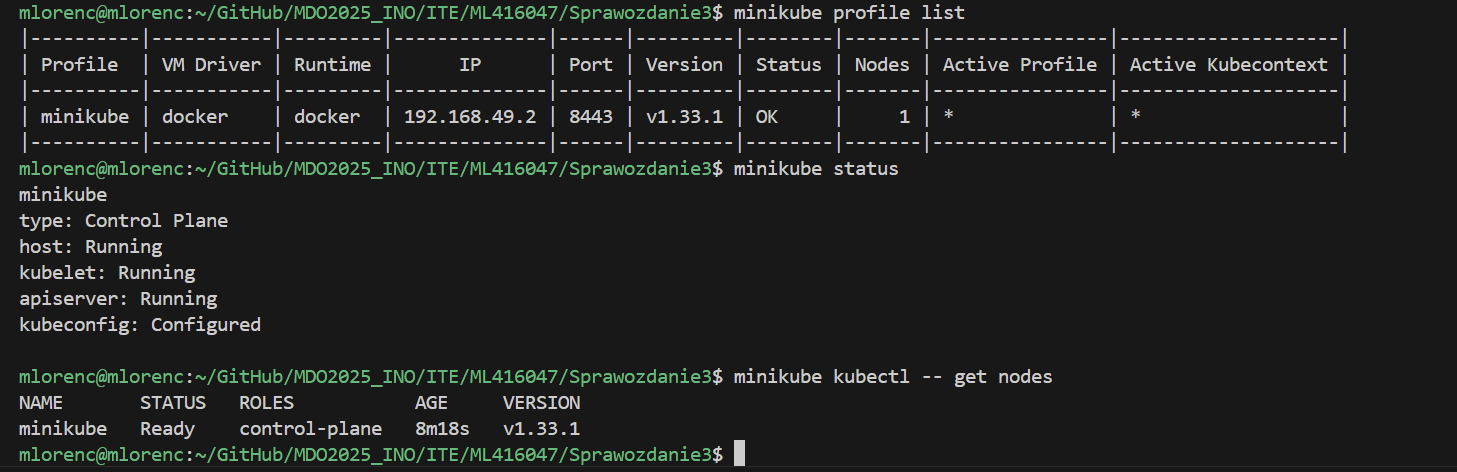 mlorenc@mlorenc:~/GitHub/MDO2025_INO/ITE/ML416047/Sprawozdanie3$ minikube profile list
|----------|-----------|---------|--------------|------|---------|--------|-------|----------------|--------------------|
| Profile  | VM Driver | Runtime |      IP      | Port | Version | Status | Nodes | Active Profile | Active Kubecontext |
|----------|-----------|---------|--------------|------|---------|--------|-------|----------------|--------------------|
| minikube | docker    | docker  | 192.168.49.2 | 8443 | v1.33.1 | OK     |     1 | *              | *                  |
|----------|-----------|---------|--------------|------|---------|--------|-------|----------------|--------------------|
mlorenc@mlorenc:~/GitHub/MDO2025_INO/ITE/ML416047/Sprawozdanie3$ minikube status
minikube
type: Control Plane
host: Running
kubelet: Running
apiserver: Running
kubeconfig: Configured

mlorenc@mlorenc:~/GitHub/MDO2025_INO/ITE/ML416047/Sprawozdanie3$ minikube kubectl -- get nodes
NAME       STATUS   ROLES           AGE     VERSION
minikube   Ready    control-plane   8m18s   v1.33.1
mlorenc@mlorenc:~/GitHub/MDO2025_INO/ITE/ML416047/Sprawozdanie3$